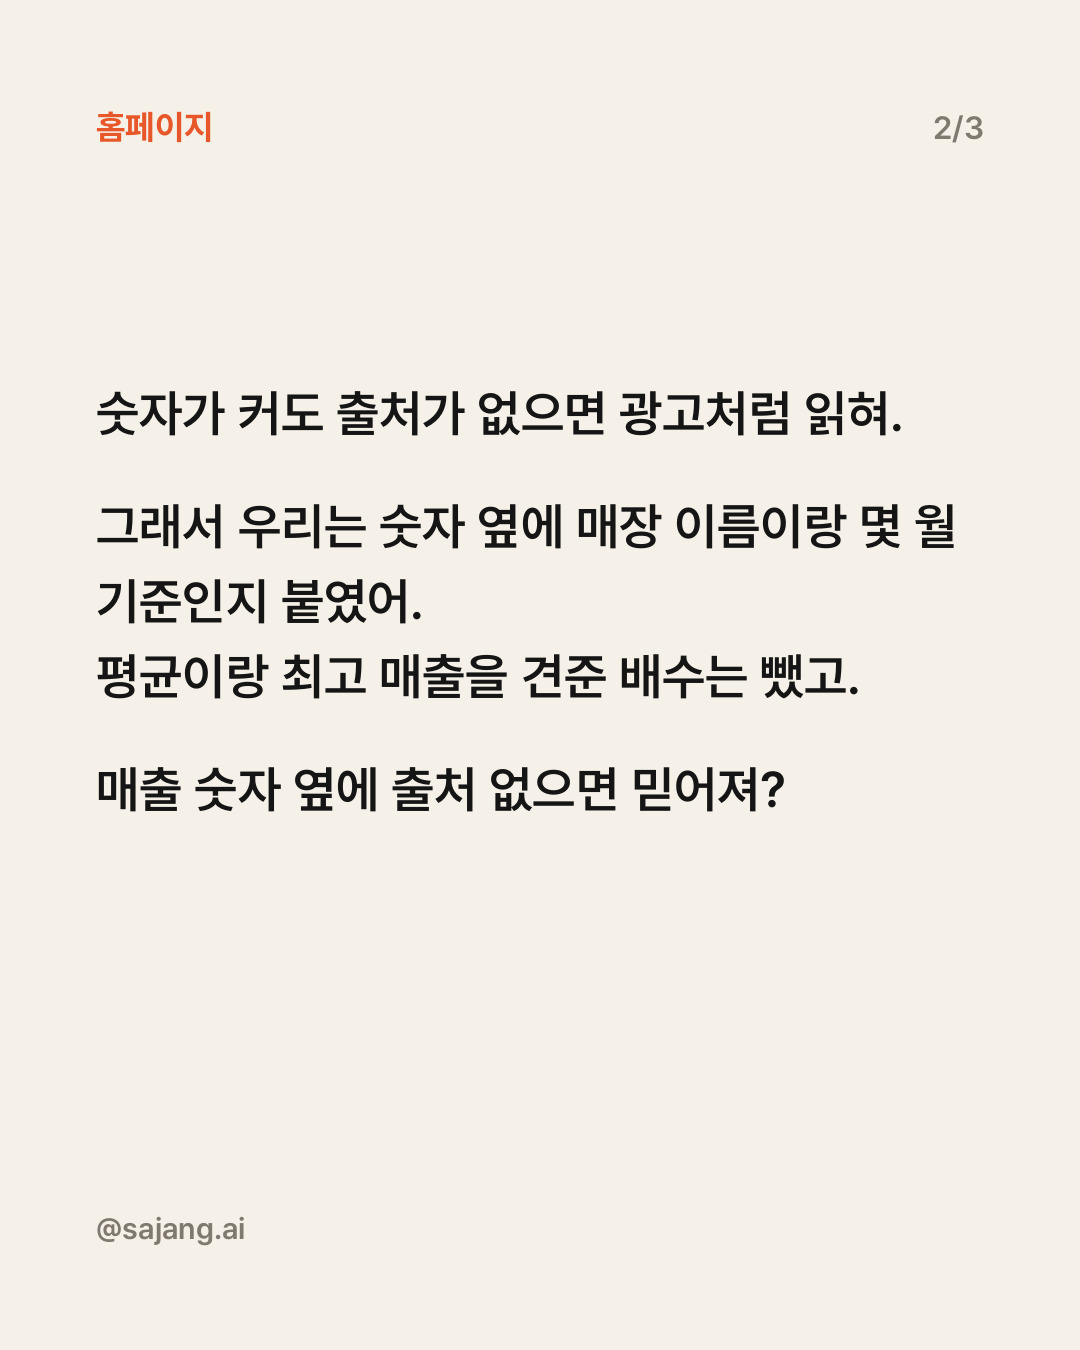 홈페이지
2/3
숫자가 커도 출처가 없으면 광고처럼 읽혀.
그래서 우리는 숫자 옆에 매장 이름이랑 몇 월
기준인지 붙였어.
평균이랑 최고 매출을 견준 배수는 뺐고.
매출 숫자 옆에 출처 없으면 믿어져?
@sajang.ai